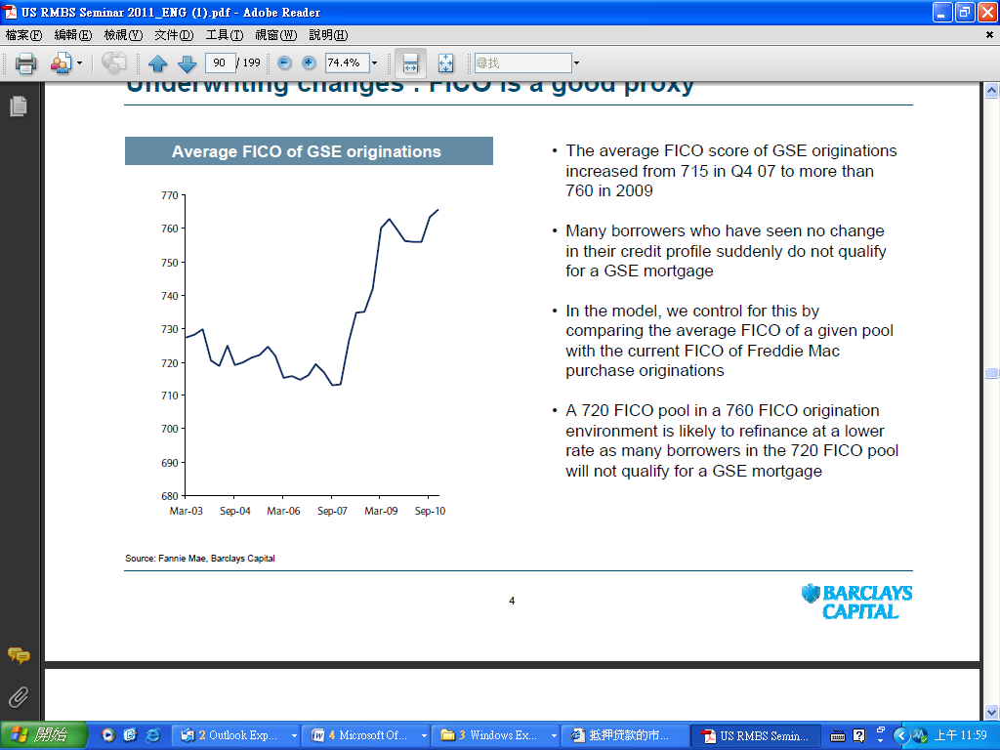 US RMBS Seminar 2011_ENG (1).pdf - Adobe Reader
檔案(F) 編輯(E) 檢視(V) 文件(D) 工具(T) 視窗(W) 說明(H)
90 / 199 74.4% 尋找
Underwriting changes : FICO is a good proxy
Average FICO of GSE originations
770
760
750
740
730
720
710
700
690
680
Mar-03 Sep-04 Mar-06 Sep-07 Mar-09 Sep-10
• The average FICO score of GSE originations
increased from 715 in Q4 07 to more than
760 in 2009
• Many borrowers who have seen no change
in their credit profile suddenly do not qualify
for a GSE mortgage
• In the model, we control for this by
comparing the average FICO of a given pool
with the current FICO of Freddie Mac
purchase originations
• A 720 FICO pool in a 760 FICO origination
environment is likely to refinance at a lower
rate as many borrowers in the 720 FICO pool
will not qualify for a GSE mortgage
Source: Fannie Mae, Barclays Capital
4
BARCLAYS
CAPITAL
開始 2 Outlook Exp... 4 Microsoft Of... 3 Windows Ex... 抵押贷款的市... US RMBS Semin... 上午 11:59